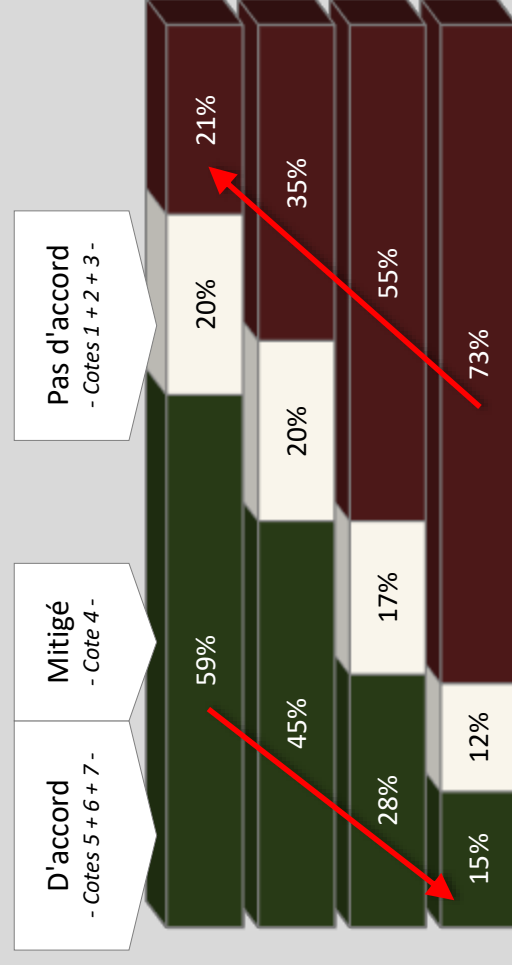 D'accord
- Cotes 5 + 6 + 7 -
Mitigé
- Cote 4 -
Pas d'accord
- Cotes 1 + 2 + 3 -
59%
20%
21%
45%
20%
35%
28%
17%
55%
15%
12%
73%